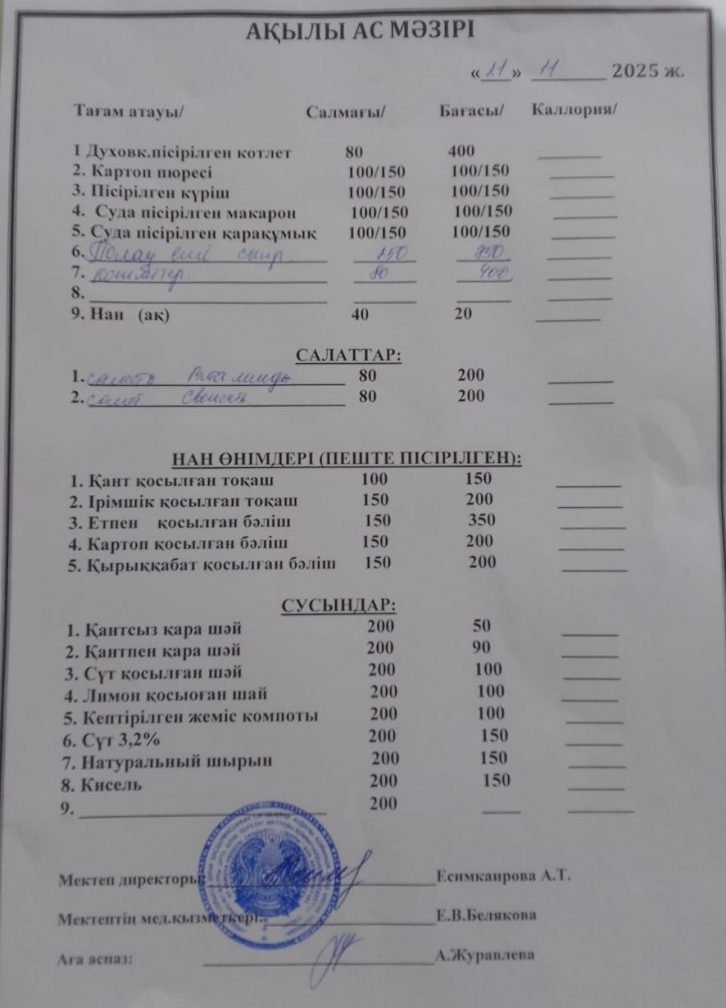 АҚЫЛЫ АС МӘЗІРІ
«21» 11 2025 ж.
Тағам атауы/ Салмағы/ Бағасы/ Каллория/
1 Духовк.пісірілген котлет 80 400
2. Картоп пюресі 100/150 100/150
3. Пісірілген күріш 100/150 100/150
4. Суда пісірілген макарон 100/150 100/150
5. Суда пісірілген қарақұмық 100/150 100/150
6. Полау еті сиыр 250 850
7. 80 400
8.
9. Нан (ақ) 40 20
САЛАТТАР:
1. 80 200
2. салат 80 200
НАН ӨНІМДЕРІ (ПЕШТЕ ПІСІРІЛГЕН):
1. Қант қосылған тоқаш 100 150
2. Ірімшік қосылған тоқаш 150 200
3. Етпен қосылған бәліш 150 350
4. Картоп қосылған бәліш 150 200
5. Қырыққабат қосылған бәліш 150 200
СУСЫНДАР:
1. Қантсыз қара шәй 200 50
2. Қантпен қара шәй 200 90
3. Сүт қосылған шәй 200 100
4. Лимон қосыоған шай 200 100
5. Кептірілген жеміс компоты 200 100
6. Сүт 3,2% 200 150
7. Натуральный шырын 200 150
8. Кисель 200 150
9. 200
Мектеп директоры: Есимкаирова А.Т.
Мектептің мед.қызметкері: Е.В.Белякова
Аға аспаз: А.Журавлева